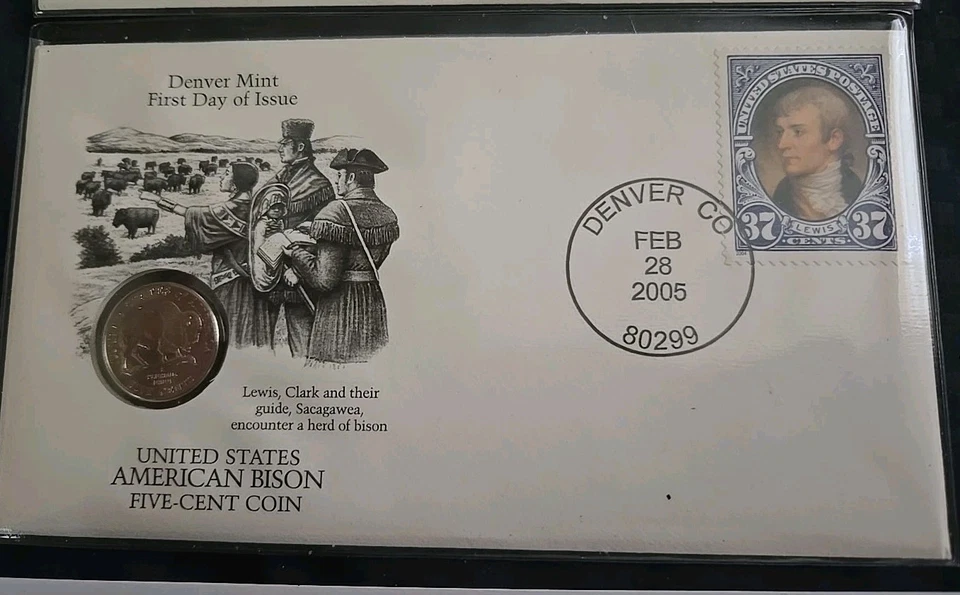 Denver Mint
First Day of Issue
UNITED STATES POSTAGE
37 LEWIS 37
CENTS
DENVER CO
FEB
28
2005
80299
Lewis, Clark and their
guide, Sacagawea,
encounter a herd of bison
UNITED STATES
AMERICAN BISON
FIVE-CENT COIN